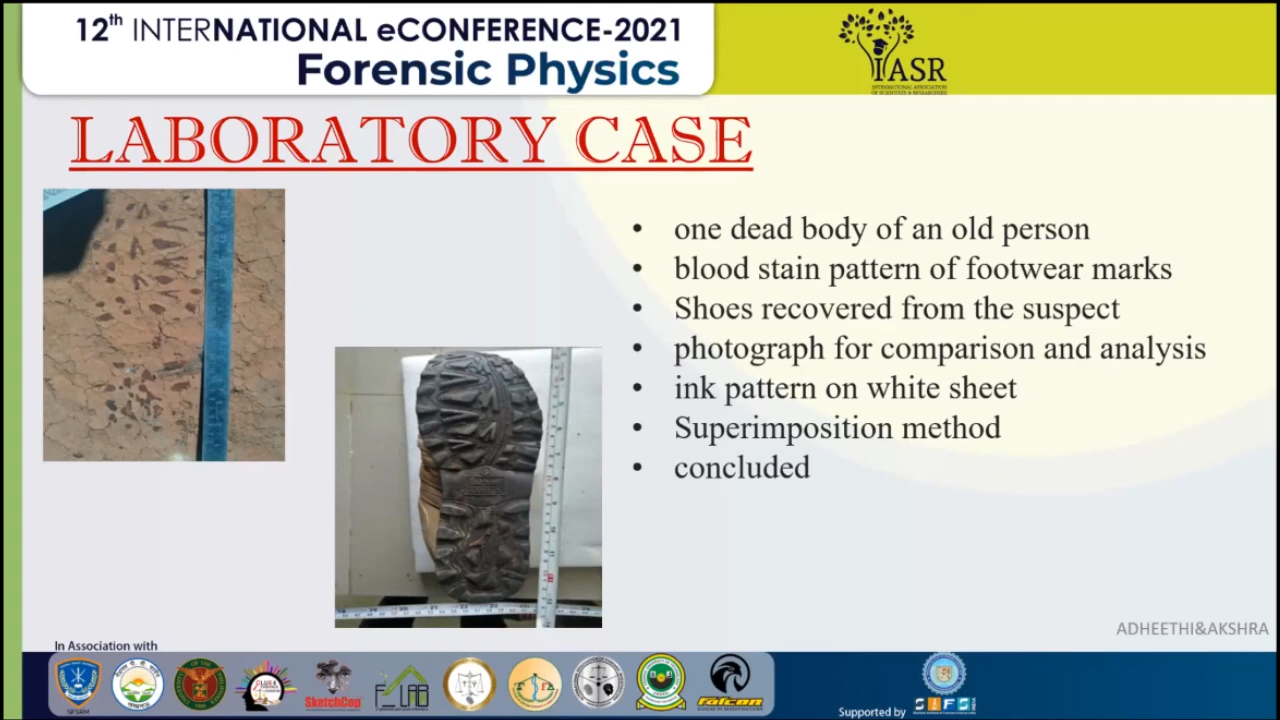 12th INTERNATIONAL eCONFERENCE-2021
Forensic Physics
IASR
INTERNATIONAL ASSOCIATION
OF SCIENTISTS & RESEARCHERS
LABORATORY CASE
• one dead body of an old person
• blood stain pattern of footwear marks
• Shoes recovered from the suspect
• photograph for comparison and analysis
• ink pattern on white sheet
• Superimposition method
• concluded
ADHEETHI&AKSHRA
In Association with
SketchCop
Falcon
Supported by
SIFS